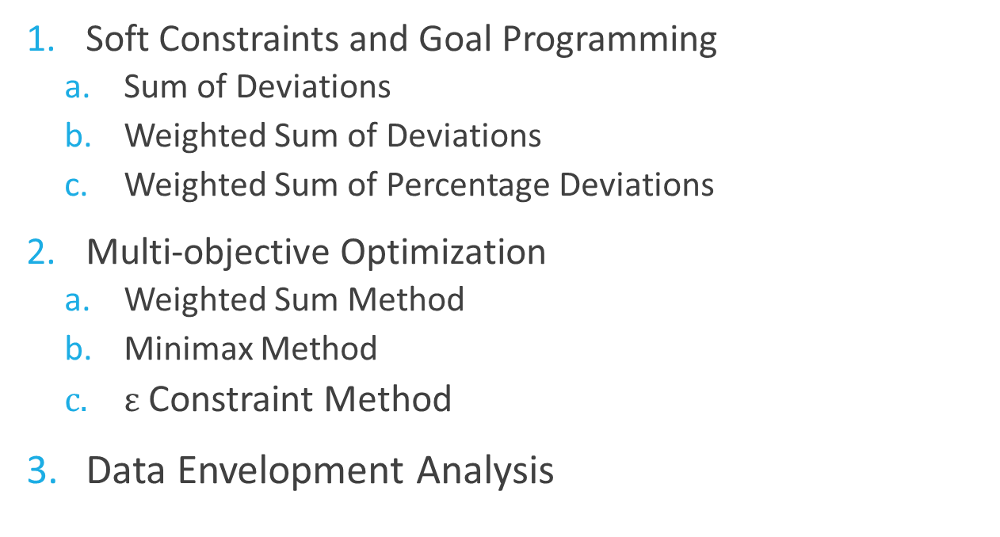 1. Soft Constraints and Goal Programming
a. Sum of Deviations
b. Weighted Sum of Deviations
c. Weighted Sum of Percentage Deviations
2. Multi-objective Optimization
a. Weighted Sum Method
b. Minimax Method
c. ε Constraint Method
3. Data Envelopment Analysis